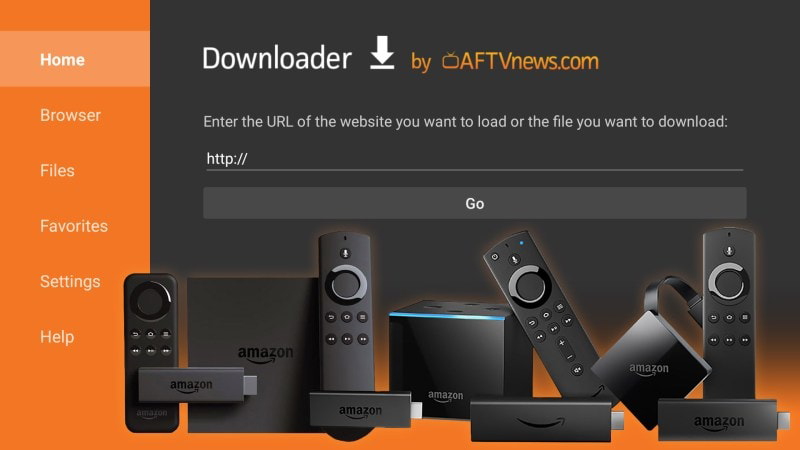 Home
Browser
Files
Favorites
Settings
Help
Downloader by AFTVnews.com
Enter the URL of the website you want to load or the file you want to download:
http://
Go
amazon
amazon
amazon
amazon
amazon
amazon
amazon
amazon